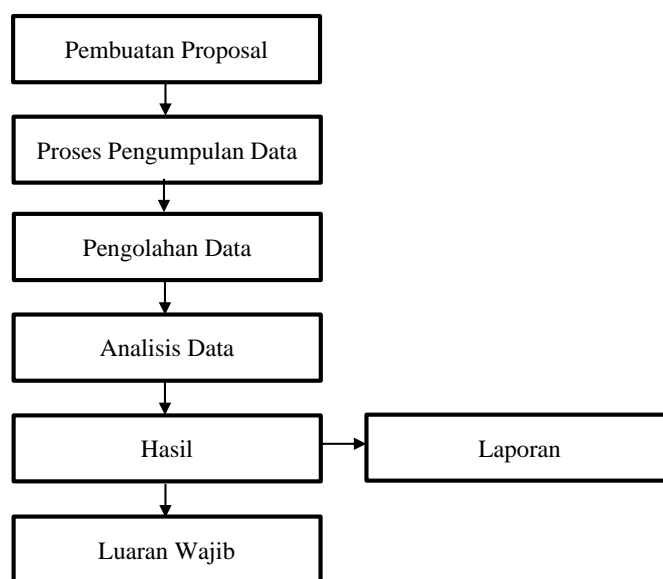 Pembuatan Proposal
Proses Pengumpulan Data
Pengolahan Data
Analisis Data
Hasil
Laporan
Luaran Wajib